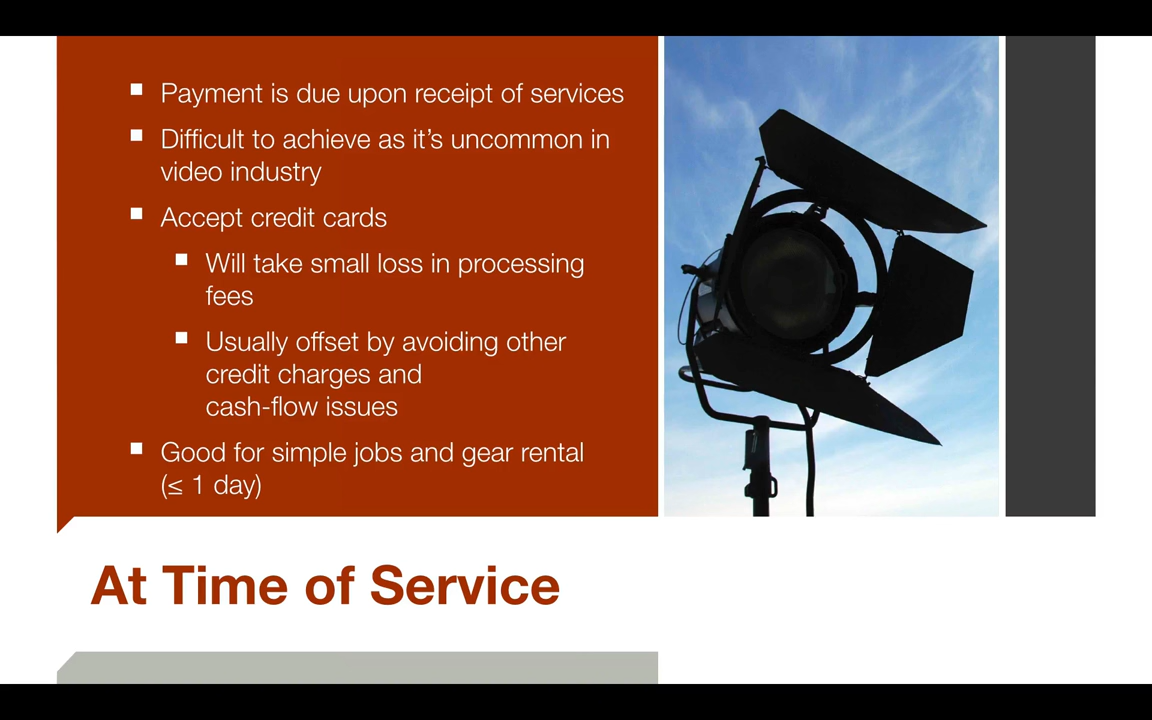 Payment is due upon receipt of services
Difficult to achieve as it’s uncommon in
video industry
Accept credit cards
Will take small loss in processing
fees
Usually offset by avoiding other
credit charges and
cash-flow issues
Good for simple jobs and gear rental
(≤ 1 day)
At Time of Service